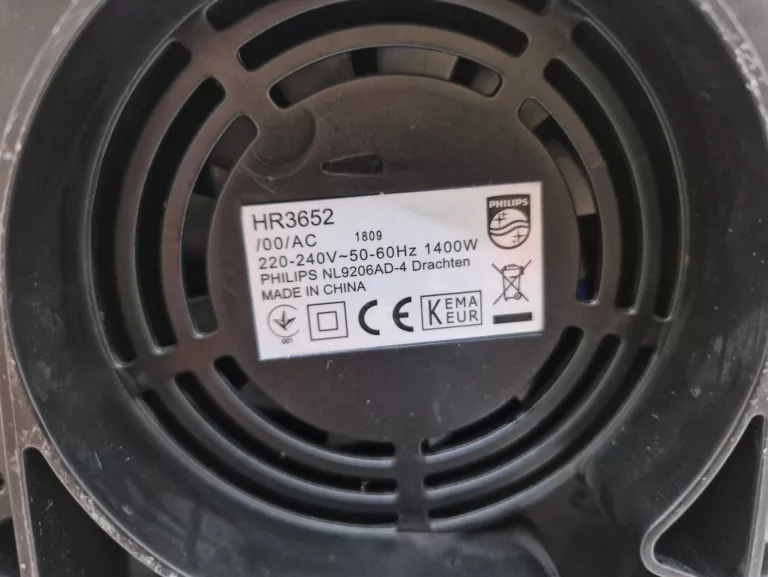 HR3652
/00/AC 1809
220-240V~50-60Hz 1400W
PHILIPS NL9206AD-4 Drachten
MADE IN CHINA
PHILIPS
001
CE
KEMA
EUR